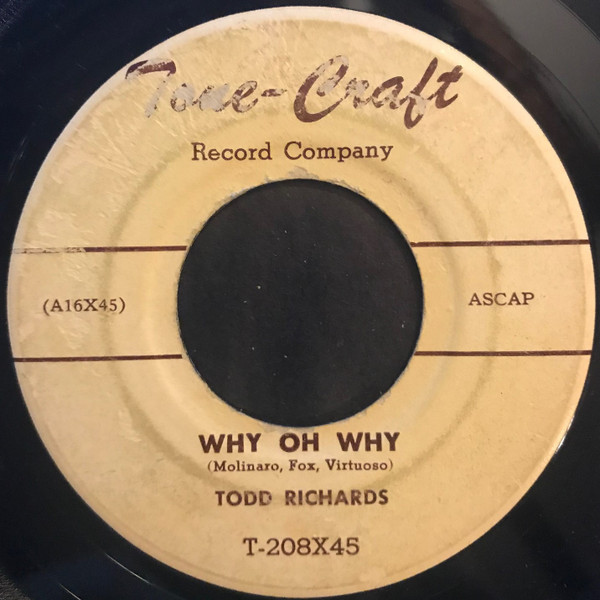 Tone-Craft
Record Company
(A16X45)
ASCAP
WHY OH WHY
(Molinaro, Fox, Virtuoso)
TODD RICHARDS
T-208X45